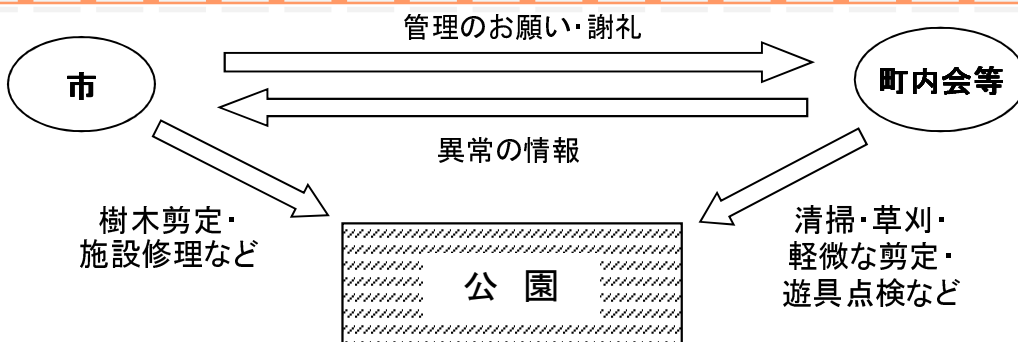 管理のお願い・謝礼
市
町内会等
異常の情報
樹木剪定・
施設修理など
清掃・草刈・
軽微な剪定・
遊具点検など
公 園